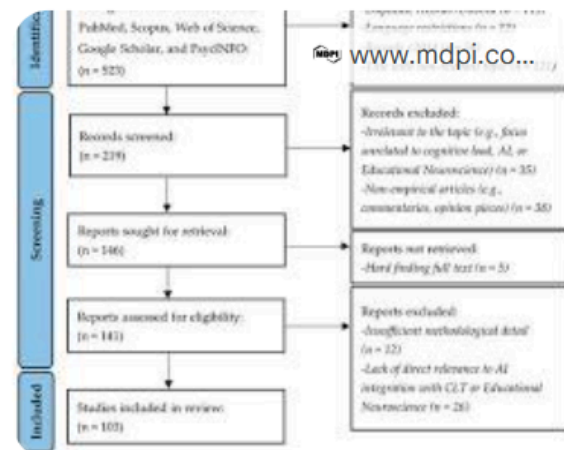 PubMed, Scopus, Web of Science,
Google Scholar, and PsycINFO:
(n = 523)
Language restrictions
MDPI
www.mdpi.co...
Screening
Records screened:
(n = 219)
Records excluded:
-Irrelevant to the topic (e.g., focus
unrelated to cognitive load, AI, or
Educational Neuroscience) (n = 35)
-Non-empirical articles (e.g.,
commentaries, opinion pieces) (n = 38)
Reports sought for retrieval:
(n = 146)
Reports not retrieved:
-Hard finding full text (n = 5)
Reports assessed for eligibility:
(n = 141)
Reports excluded:
-Insufficient methodological detail
(n = 12)
-Lack of direct relevance to AI
integration with CLT or Educational
Neuroscience (n = 26)
Included
Studies included in review:
(n = 103)